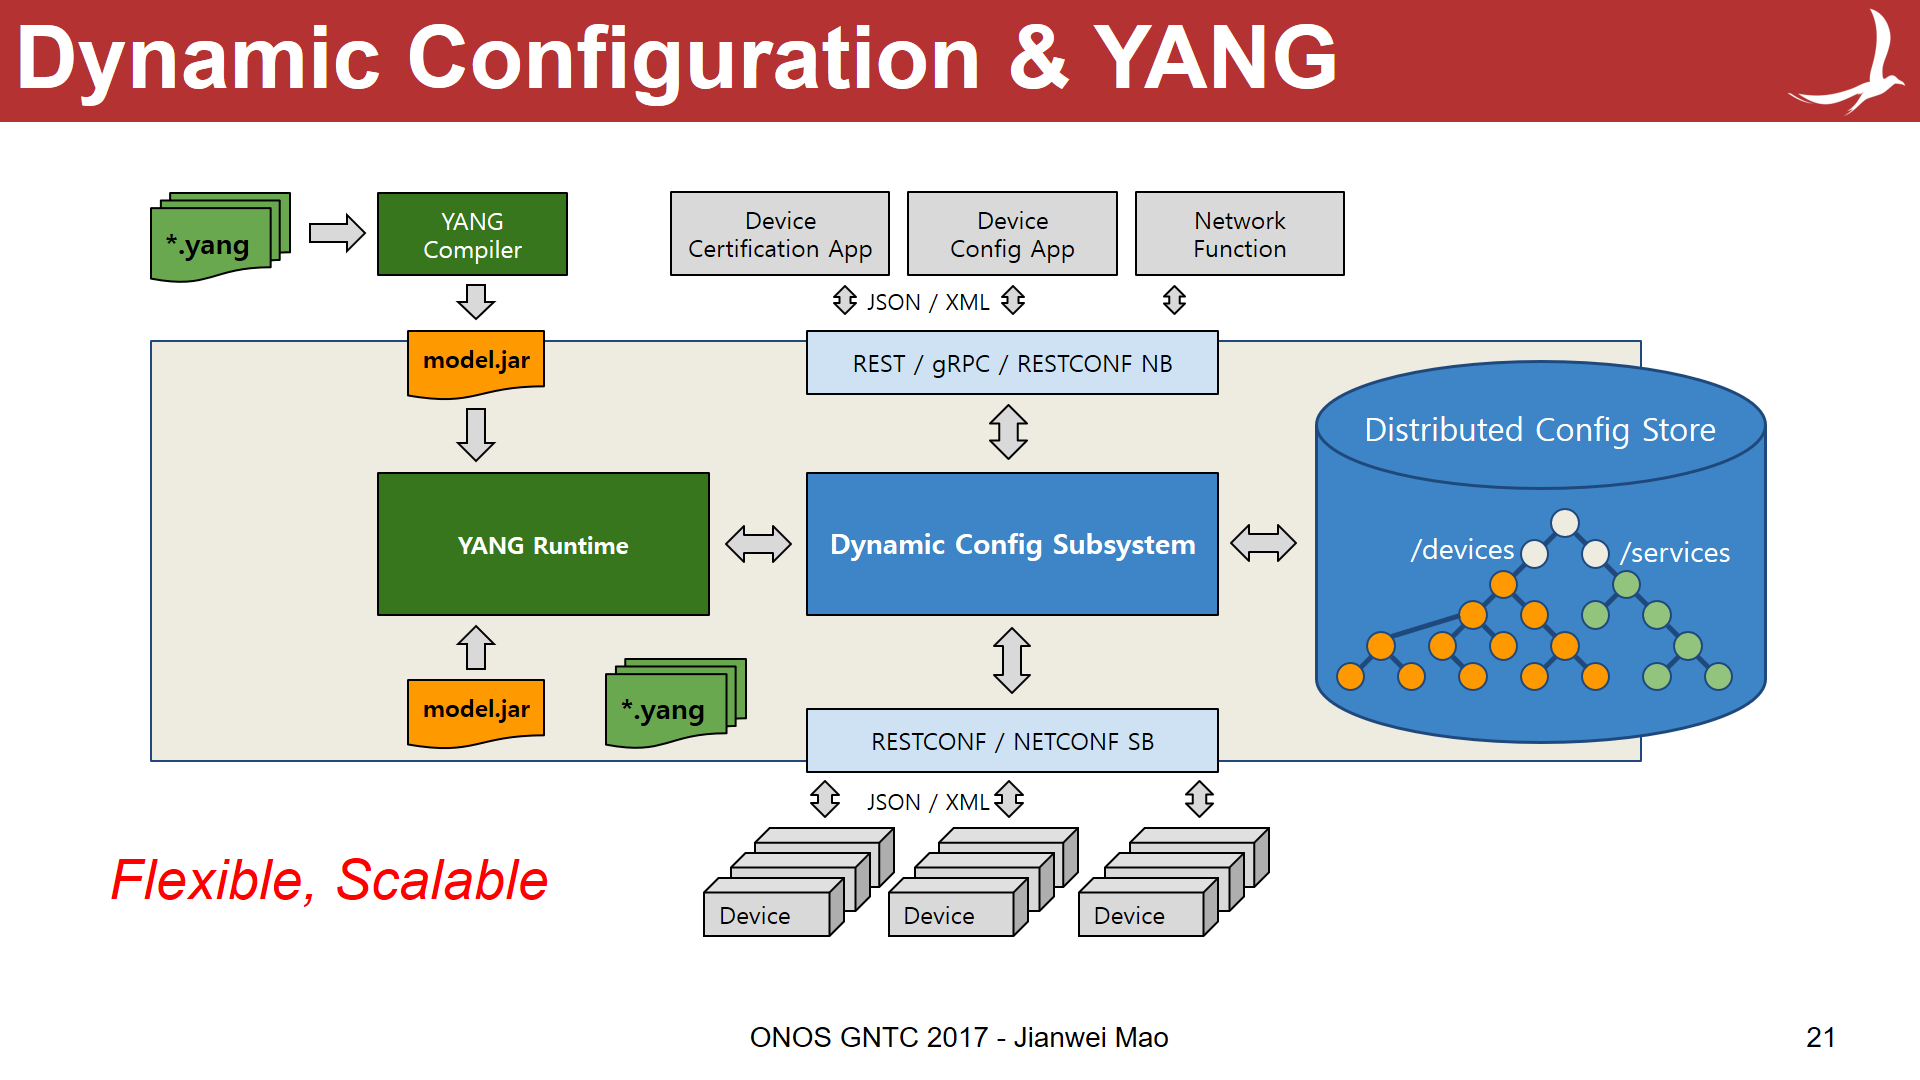 Dynamic Configuration & YANG
*.yang
YANG
Compiler
Device
Certification App
Device
Config App
Network
Function
JSON / XML
model.jar
REST / gRPC / RESTCONF NB
Distributed Config Store
YANG Runtime
Dynamic Config Subsystem
/devices
/services
model.jar
*.yang
RESTCONF / NETCONF SB
JSON / XML
Device
Device
Device
Flexible, Scalable
ONOS GNTC 2017 - Jianwei Mao
21